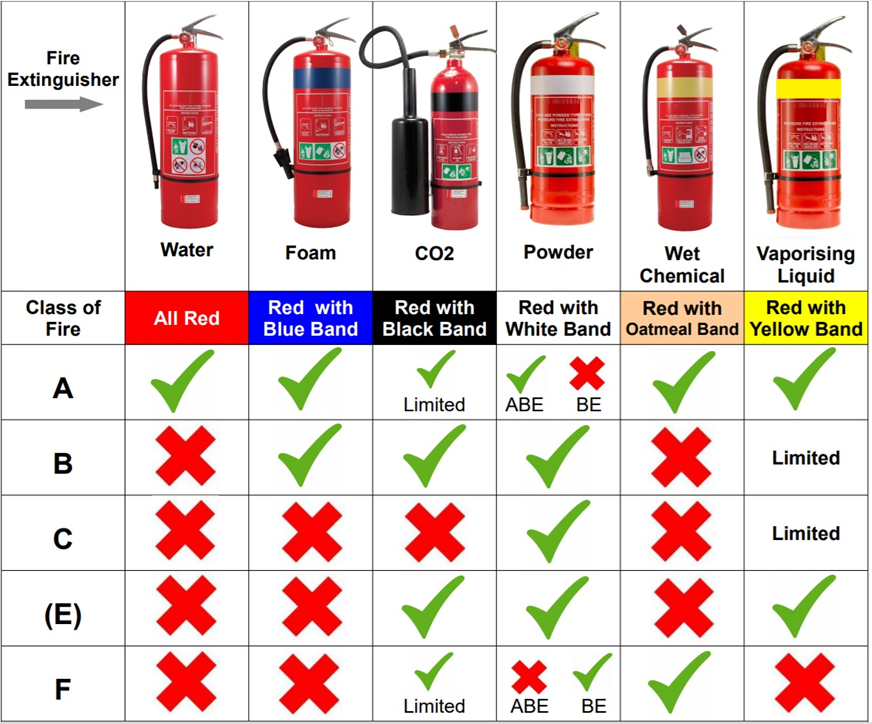 Fire
Extinguisher
Water
Foam
CO2
Powder
Wet
Chemical
Vaporising
Liquid
Class of
Fire
All Red
Red with
Blue Band
Red with
Black Band
Red with
White Band
Red with
Oatmeal Band
Red with
Yellow Band
A
Limited
ABE
BE
B
Limited
C
Limited
(E)
F
Limited
ABE
BE